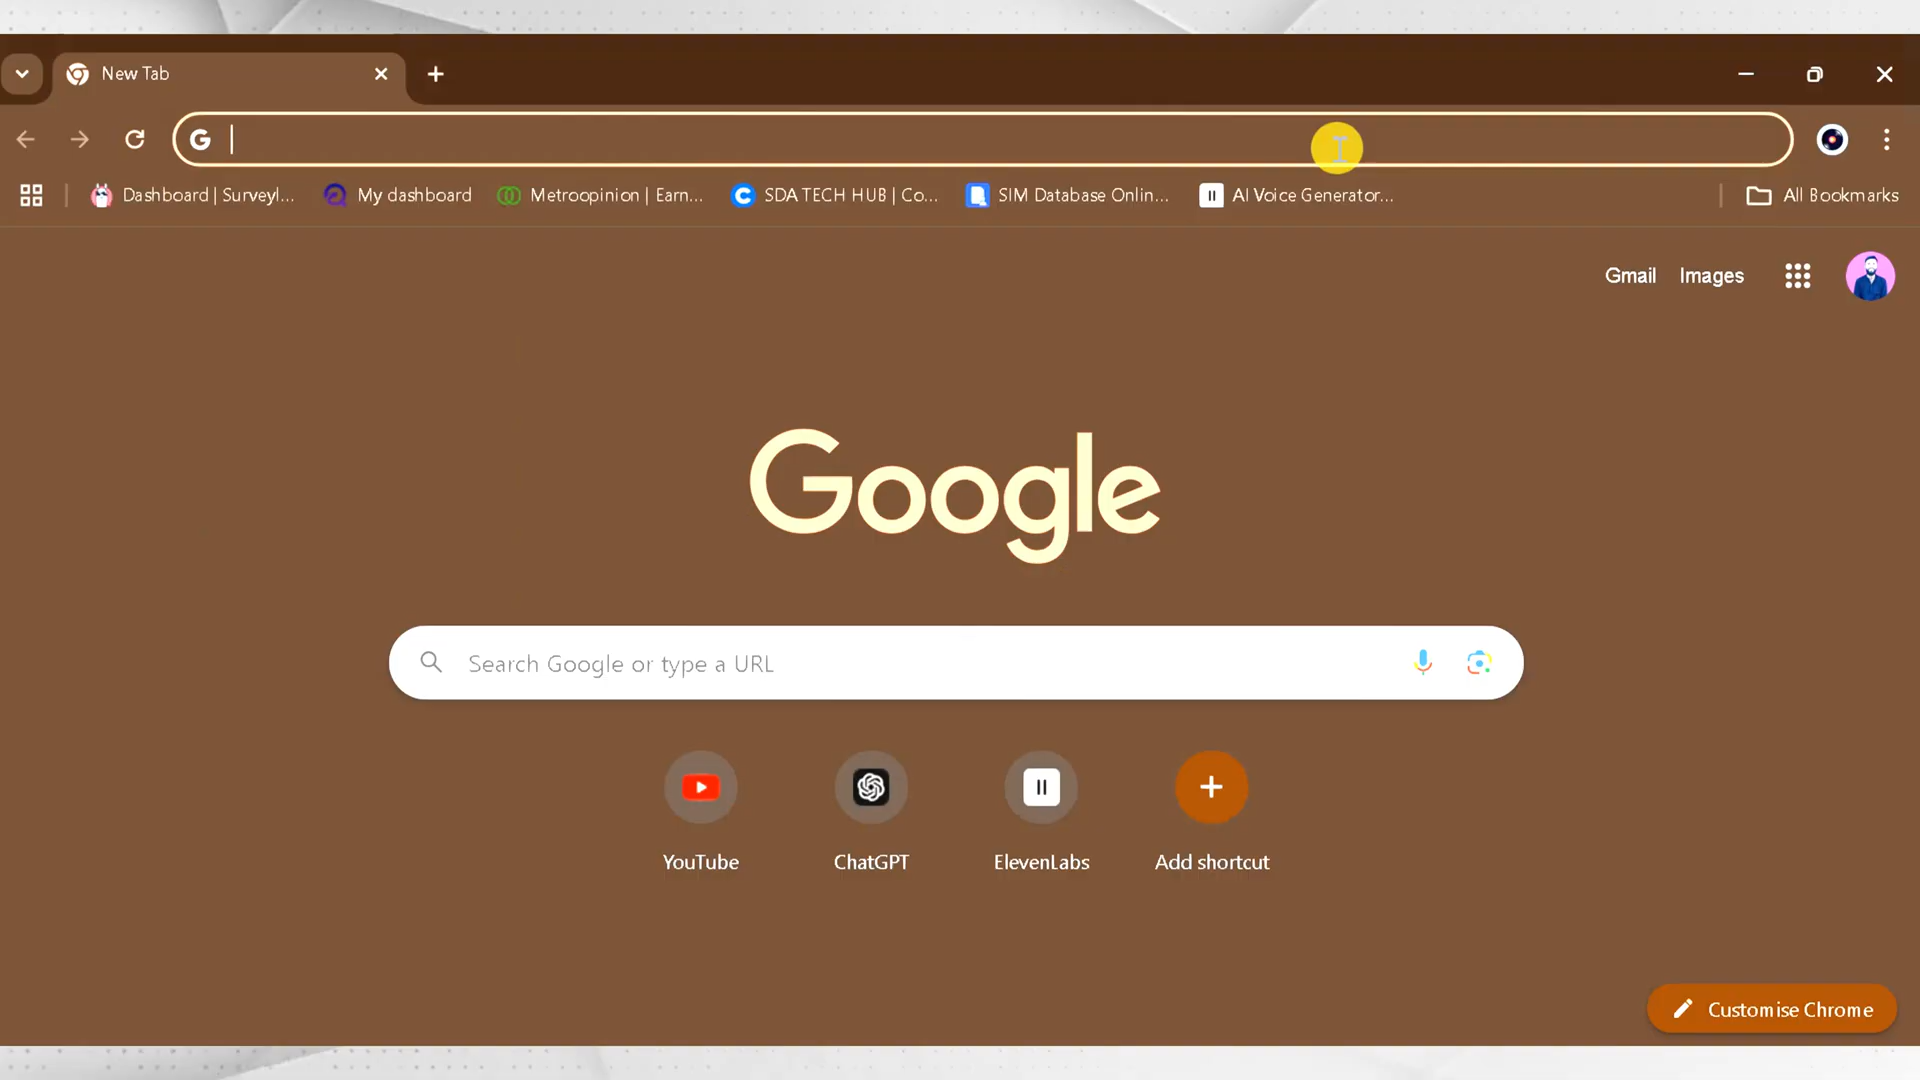 New Tab
Dashboard | Surveyl...
My dashboard
Metroopinion | Earn...
SDA TECH HUB | Co...
SIM Database Onlin...
AI Voice Generator...
All Bookmarks
Gmail
Images
Google
Search Google or type a URL
YouTube
ChatGPT
ElevenLabs
Add shortcut
Customise Chrome